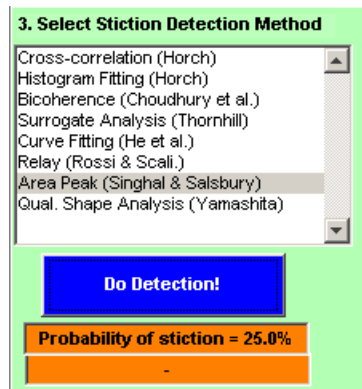 3. Select Stiction Detection Method
Cross-correlation (Horch)
Histogram Fitting (Horch)
Bicoherence (Choudhury et al.)
Surrogate Analysis (Thornhill)
Curve Fitting (He et al.)
Relay (Rossi & Scali.)
Area Peak (Singhal & Salsbury)
Qual. Shape Analysis (Yamashita)
Do Detection!
Probability of stiction = 25.0%
-